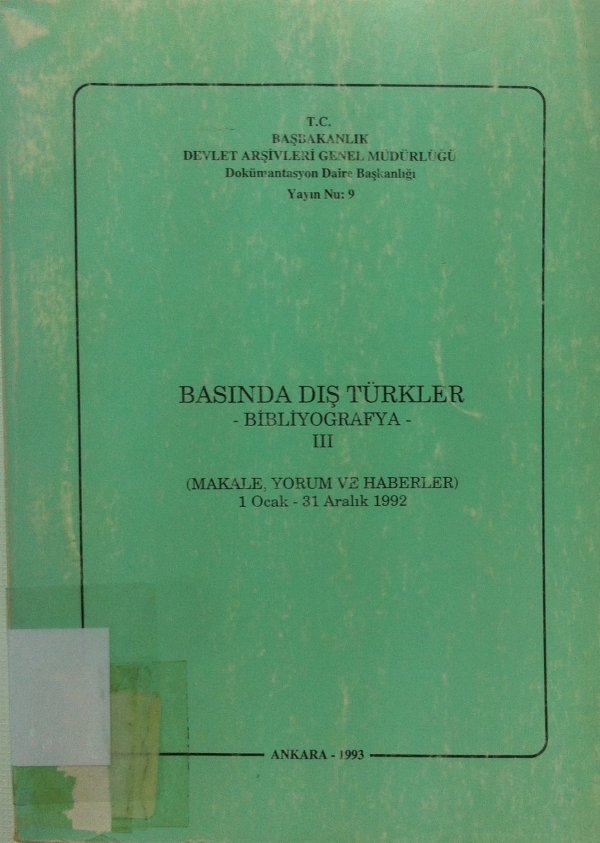 T.C.
BAŞBAKANLIK
DEVLET ARŞİVLERİ GENEL MÜDÜRLÜĞÜ
Dokümantasyon Daire Başkanlığı
Yayın Nu: 9
BASINDA DIŞ TÜRKLER
- BİBLİYOGRAFYA -
III
(MAKALE, YORUM VE HABERLER)
1 Ocak - 31 Aralık 1992
ANKARA - 1993